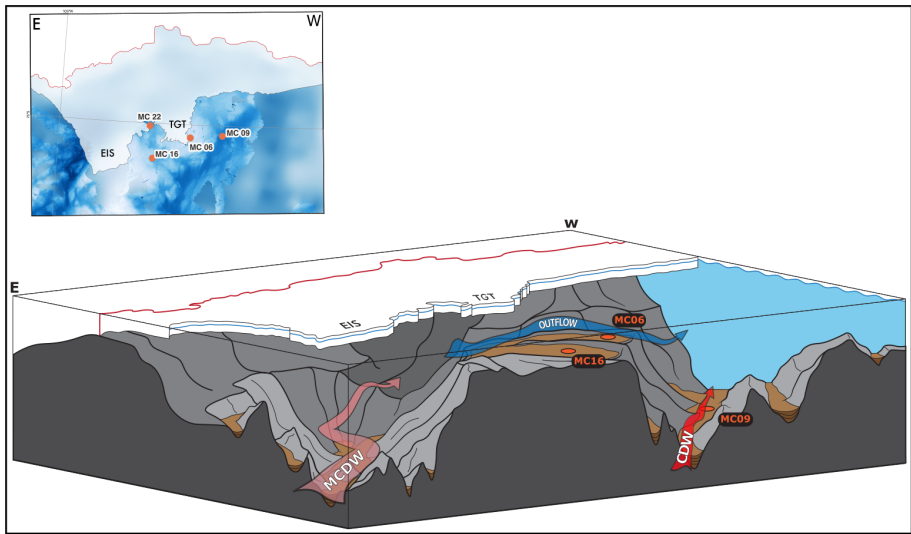 E
W
MC 22
TGT
MC 09
MC 06
EIS
MC 16
W
E
TGT
EIS
OUTFLOW
MC06
MC16
MC09
CDW
MCDW